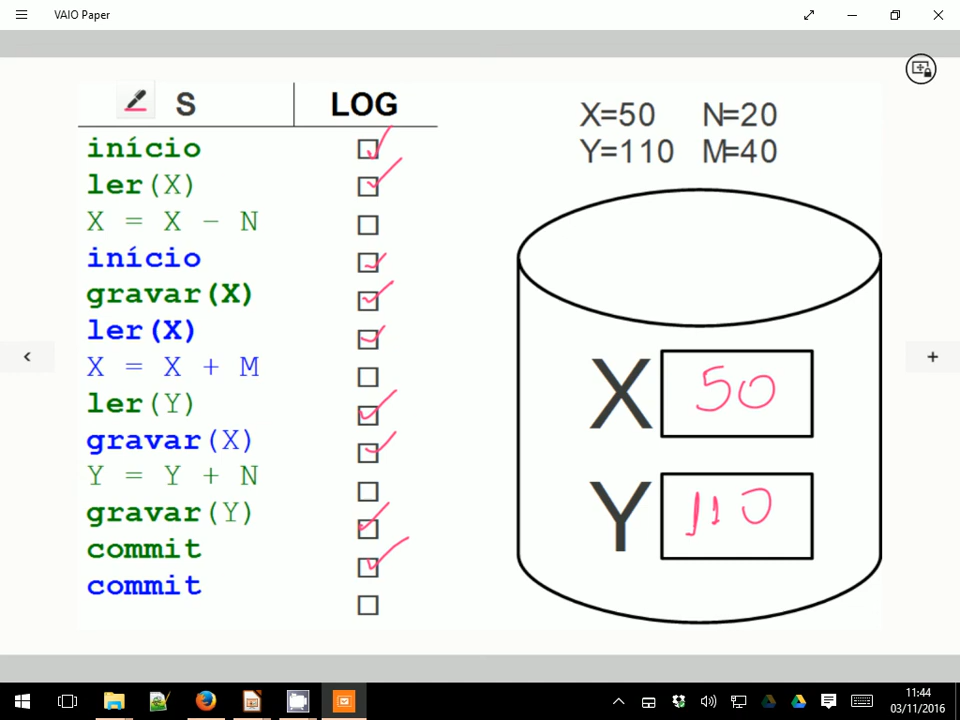 VAIO Paper
S LOG
X=50 N=20
Y=110 M=40
início
ler(X)
X = X - N
início
gravar(X)
ler(X)
X = X + M
ler(Y)
gravar(X)
Y = Y + N
gravar(Y)
commit
commit
X 50
Y 110
11:44
03/11/2016